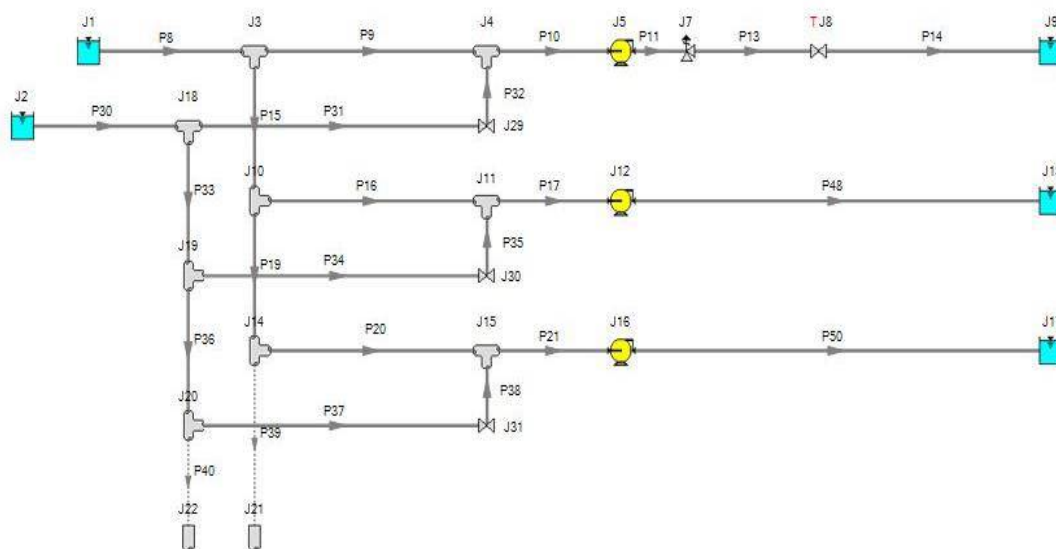 J1 J3 J4 J5 J7 T J8 J9
P8 P9 P10 P11 P13 P14
J2 J18 P32
P30 P31 P15 J29
J10 J11 J12
P33 P16 P17 P48
J19 P35
P34 P19 J30
J14 J15 J16
P36 P20 P21 P50
J20 P38
P37 P39 J31
P40
J22 J21